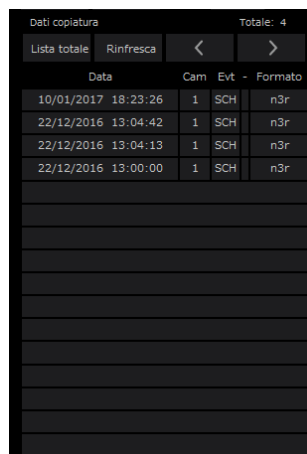 Dati copiatura Totale: 4
Lista totale Rinfresca < >
Data Cam Evt - Formato
10/01/2017 18:23:26 1 SCH n3r
22/12/2016 13:04:42 1 SCH n3r
22/12/2016 13:04:13 1 SCH n3r
22/12/2016 13:00:00 1 SCH n3r